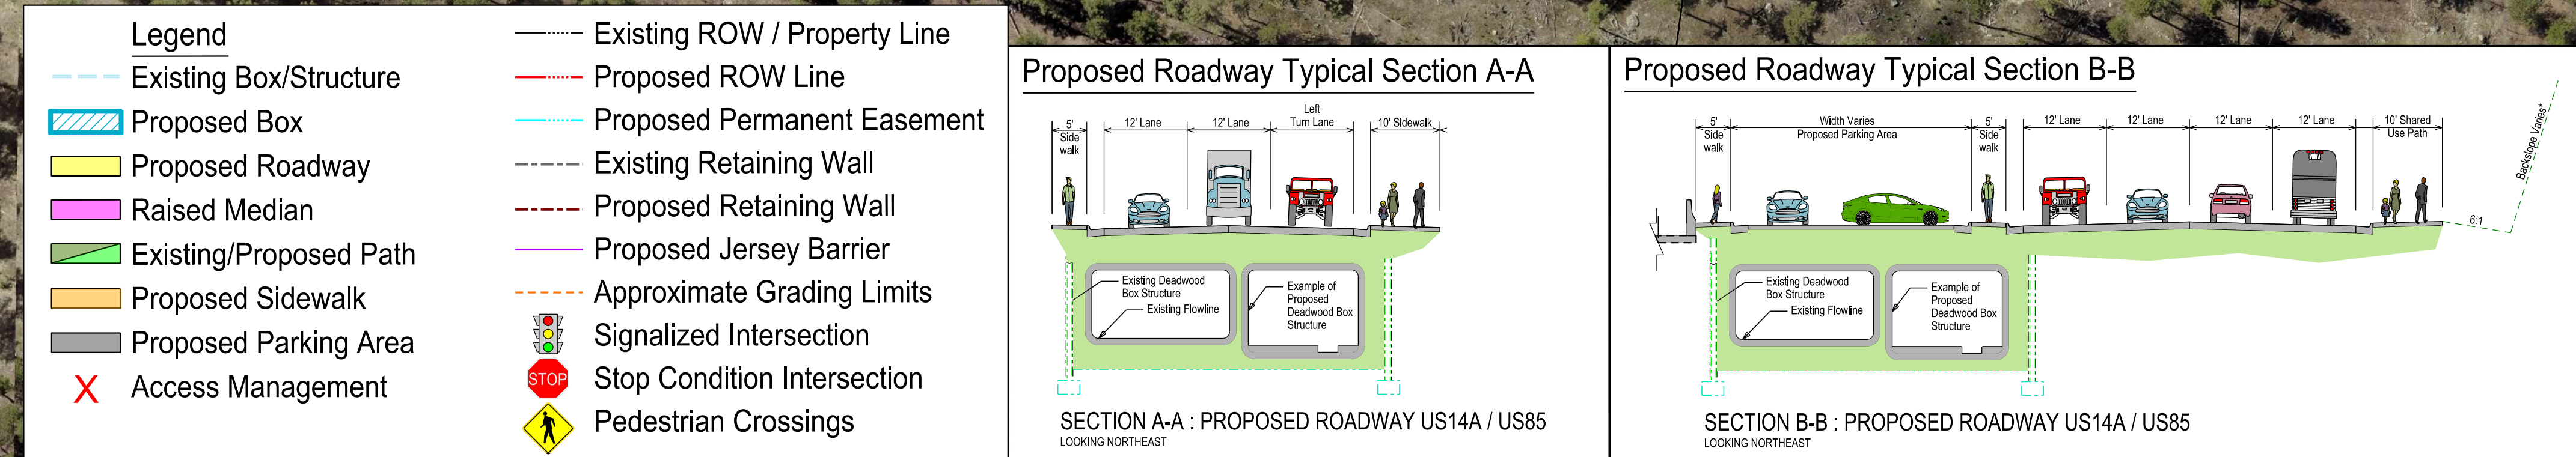 Legend
Existing Box/Structure
Proposed Box
Proposed Roadway
Raised Median
Existing/Proposed Path
Proposed Sidewalk
Proposed Parking Area
X
Access Management
Existing ROW / Property Line
Proposed ROW Line
Proposed Permanent Easement
Existing Retaining Wall
Proposed Retaining Wall
Proposed Jersey Barrier
Approximate Grading Limits
Signalized Intersection
STOP
Stop Condition Intersection
Pedestrian Crossings
Proposed Roadway Typical Section A-A
5'
Side
walk
12' Lane
12' Lane
Left
Turn Lane
10' Sidewalk
Existing Deadwood
Box Structure
Existing Flowline
Example of
Proposed
Deadwood Box
Structure
SECTION A-A : PROPOSED ROADWAY US14A / US85
LOOKING NORTHEAST
Proposed Roadway Typical Section B-B
5'
Side
walk
Width Varies
Proposed Parking Area
5'
Side
walk
12' Lane
12' Lane
12' Lane
12' Lane
10' Shared
Use Path
Backslope Varies*
6:1
Existing Deadwood
Box Structure
Existing Flowline
Example of
Proposed
Deadwood Box
Structure
SECTION B-B : PROPOSED ROADWAY US14A / US85
LOOKING NORTHEAST